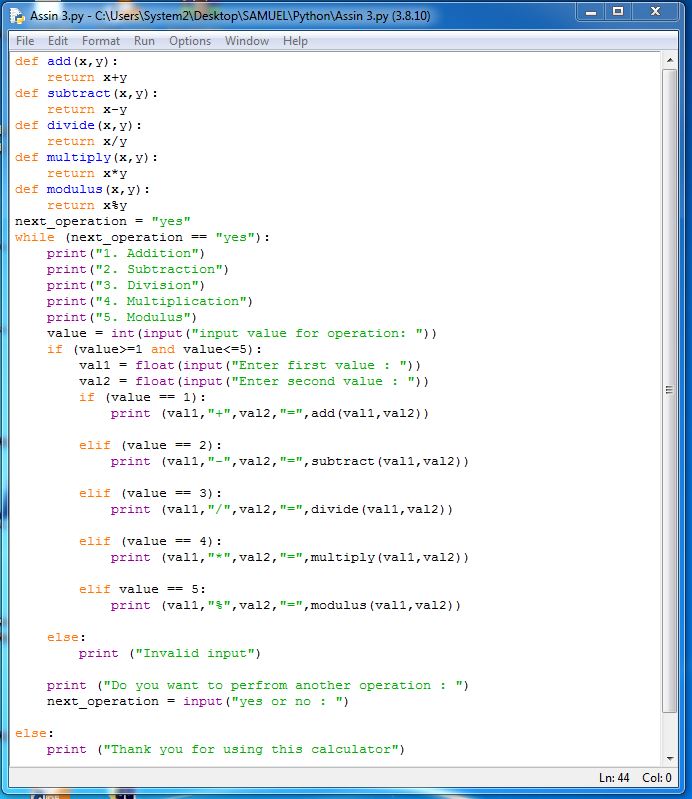 Assin 3.py - C:\Users\System2\Desktop\SAMUEL\Python\Assin 3.py (3.8.10)
File Edit Format Run Options Window Help
def add(x,y):
    return x+y
def subtract(x,y):
    return x-y
def divide(x,y):
    return x/y
def multiply(x,y):
    return x*y
def modulus(x,y):
    return x%y
next_operation = "yes"
while (next_operation == "yes"):
    print("1. Addition")
    print("2. Subtraction")
    print("3. Division")
    print("4. Multiplication")
    print("5. Modulus")
    value = int(input("input value for operation: "))
    if (value>=1 and value<=5):
        val1 = float(input("Enter first value : "))
        val2 = float(input("Enter second value : "))
        if (value == 1):
            print (val1,"+",val2,"=",add(val1,val2))
        elif (value == 2):
            print (val1,"-",val2,"=",subtract(val1,val2))
        elif (value == 3):
            print (val1,"/",val2,"=",divide(val1,val2))
        elif (value == 4):
            print (val1,"*",val2,"=",multiply(val1,val2))
        elif value == 5:
            print (val1,"%",val2,"=",modulus(val1,val2))
    else:
        print ("Invalid input")
    print ("Do you want to perfrom another operation : ")
    next_operation = input("yes or no : ")
else:
    print ("Thank you for using this calculator")
Ln: 44 Col: 0